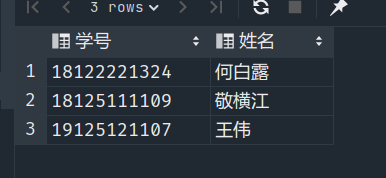 3 rows
学号 姓名
1 18122221324 何白露
2 18125111109 敬横江
3 19125121107 王伟